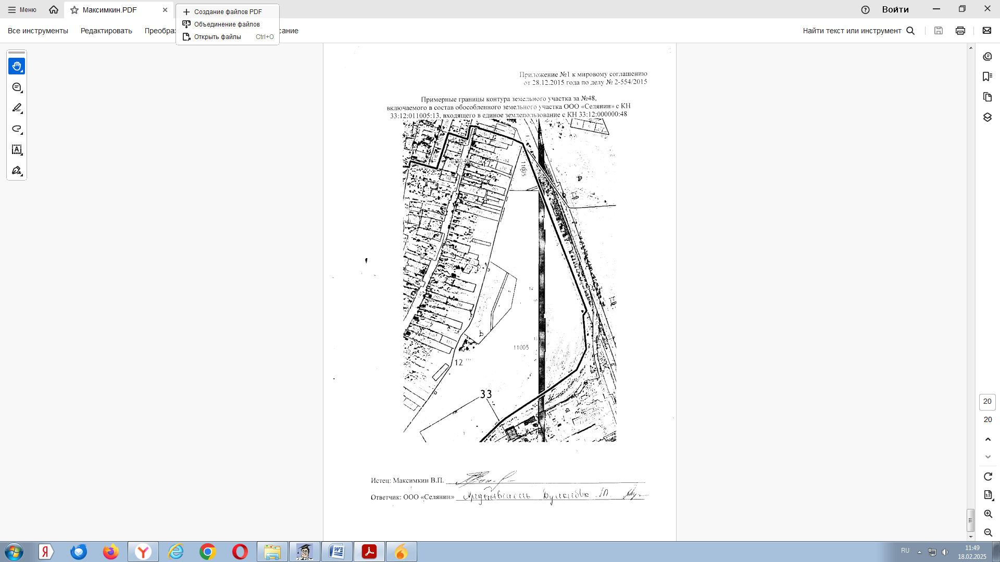 Меню
Максимкин.PDF
Создание файлов PDF
Объединение файлов
Открыть файлы Ctrl+O
Войти
Все инструменты
Редактировать
Преобра
сание
Найти текст или инструмент
Приложение №1 к мировому соглашению
от 28.12.2015 года по делу № 2-554/2015
Примерные границы контура земельного участка за №48,
включаемого в состав обособленного земельного участка ООО «Селянин» с КН
33:12:011005:13, входящего в единое землепользование с КН 33:12:000000:48
11005
12
12
11005
12
33
Истец: Максимкин В.П.
Ответчик: ООО «Селянин»
20
20
RU
11:49
18.02.2025